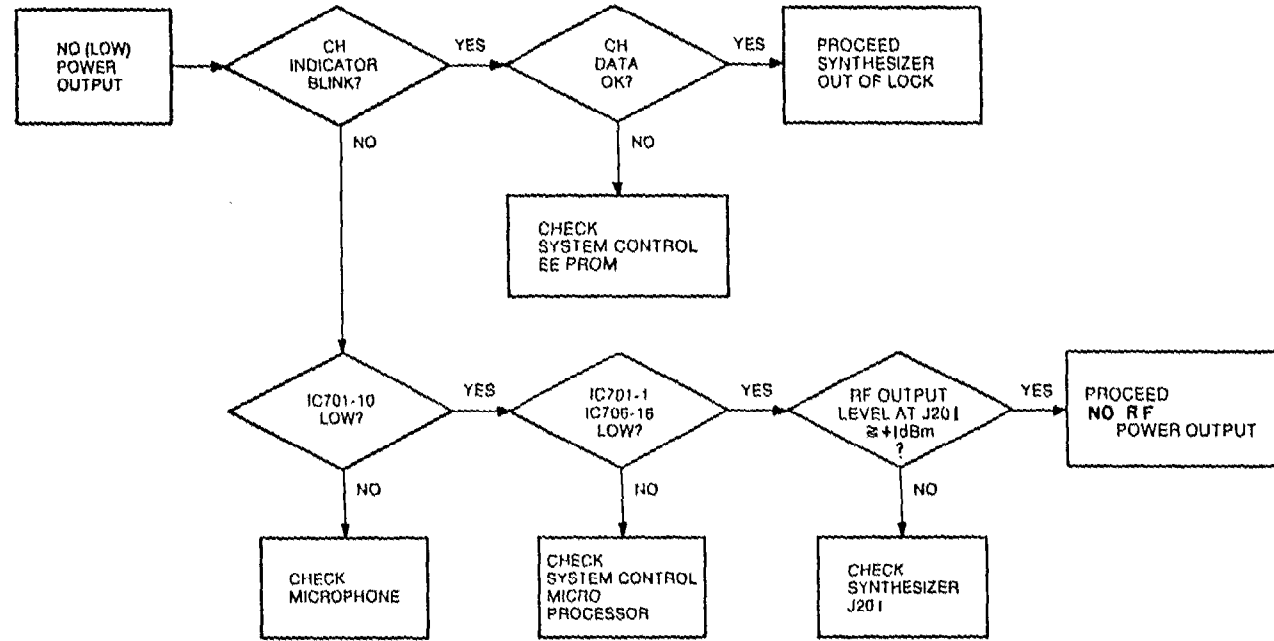 NO (LOW)
POWER
OUTPUT
CH
INDICATOR
BLINK?
YES
CH
DATA
OK?
YES
PROCEED
SYNTHESIZER
OUT OF LOCK
NO
NO
CHECK
SYSTEM CONTROL
EE PROM
IC701-10
LOW?
YES
IC701-1
IC706-16
LOW?
YES
RF OUTPUT
LEVEL AT J201
≧+1dBm
?
YES
PROCEED
NO RF
POWER OUTPUT
NO
NO
NO
CHECK
MICROPHONE
CHECK
SYSTEM CONTROL
MICRO
PROCESSOR
CHECK
SYNTHESIZER
J201